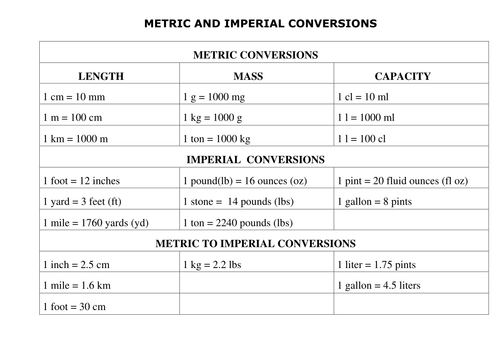 METRIC AND IMPERIAL CONVERSIONS
METRIC CONVERSIONS
LENGTH MASS CAPACITY
1 cm = 10 mm 1 g = 1000 mg 1 cl = 10 ml
1 m = 100 cm 1 kg = 1000 g 1 l = 1000 ml
1 km = 1000 m 1 ton = 1000 kg 1 l = 100 cl
IMPERIAL CONVERSIONS
1 foot = 12 inches 1 pound(lb) = 16 ounces (oz) 1 pint = 20 fluid ounces (fl oz)
1 yard = 3 feet (ft) 1 stone = 14 pounds (lbs) 1 gallon = 8 pints
1 mile = 1760 yards (yd) 1 ton = 2240 pounds (lbs)
METRIC TO IMPERIAL CONVERSIONS
1 inch = 2.5 cm 1 kg = 2.2 lbs 1 liter = 1.75 pints
1 mile = 1.6 km 1 gallon = 4.5 liters
1 foot = 30 cm